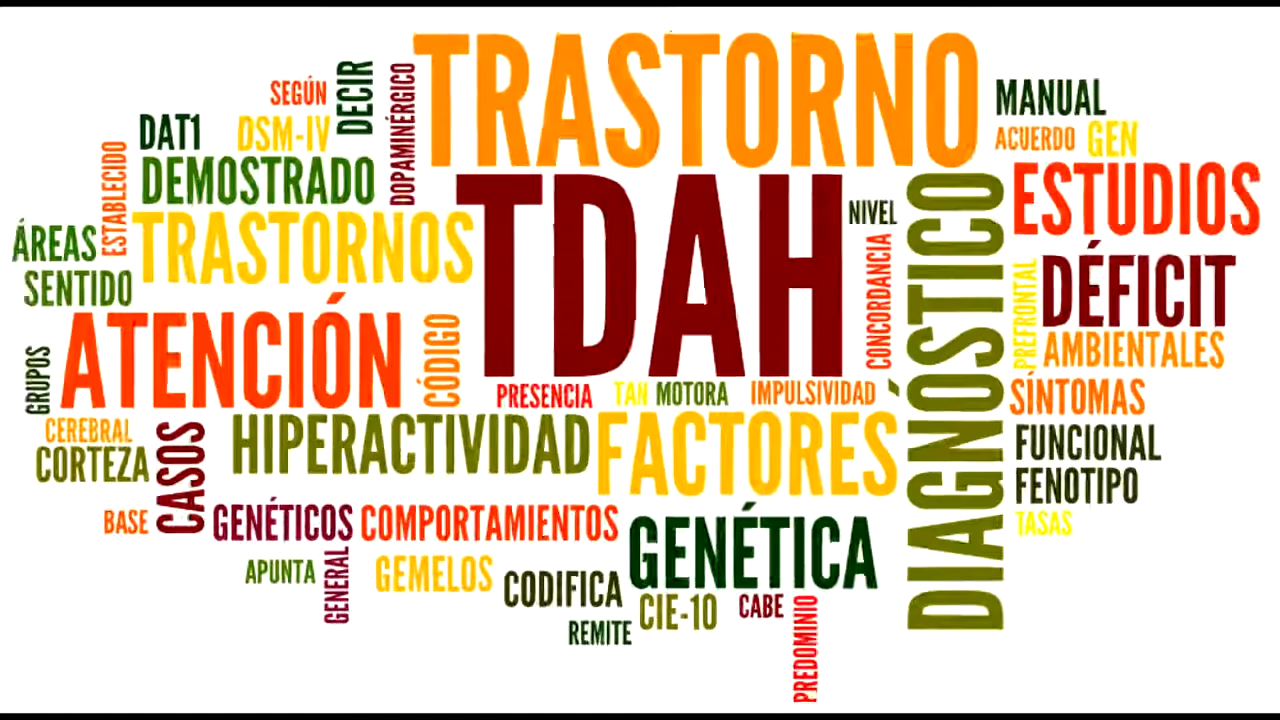 TRASTORNO
SEGÚN
DECIR
DOPAMINÉRGICO
MANUAL
DAT1
DSM-IV
ACUERDO
GEN
ESTABLECIDO
DEMOSTRADO
TDAH
NIVEL
ESTUDIOS
ÁREAS
TRASTORNOS
CONCORDANCIA
DIAGNÓSTICO
SENTIDO
PREFRONTAL
DÉFICIT
ATENCIÓN
CÓDIGO
AMBIENTALES
GRUPOS
PRESENCIA
TAN
MOTORA
IMPULSIVIDAD
SÍNTOMAS
CEREBRAL
CORTEZA
CASOS
HIPERACTIVIDAD
FACTORES
FUNCIONAL
FENOTIPO
BASE
GENÉTICOS
COMPORTAMIENTOS
GENÉTICA
TASAS
APUNTA
GENERAL
GEMELOS
CODIFICA
CIE-10
CABE
REMITE
PREDOMINIO